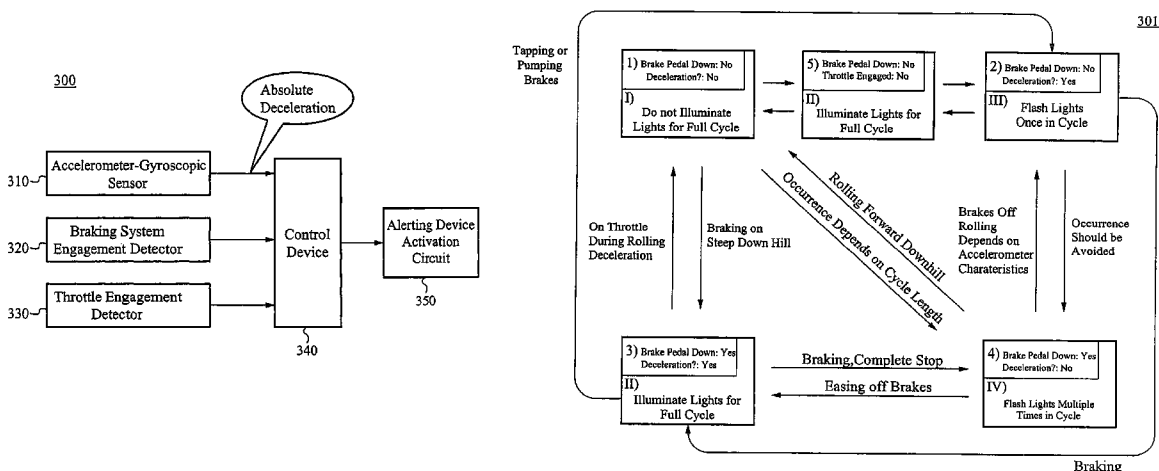 300
Absolute
Deceleration
310
Accelerometer-Gyroscopic
Sensor
320
Braking System
Engagement Detector
330
Throttle Engagement
Detector
Control
Device
340
Alerting Device
Activation
Circuit
350
301
Tapping or
Pumping
Brakes
1) Brake Pedal Down: No
Deceleration?: No
I)
Do not Illuminate
Lights for Full Cycle
5) Brake Pedal Down: No
Throttle Engaged: No
II)
Illuminate Lights for
Full Cycle
2) Brake Pedal Down: No
Deceleration?: Yes
III)
Flash Lights
Once in Cycle
On Throttle
During Rolling
Deceleration
Braking on
Steep Down Hill
Rolling Forward Downhill
Occurrence Depends on Cycle Length
Brakes Off
Rolling
Depends on
Accelerometer
Charateristics
Occurrence
Should be
Avoided
3) Brake Pedal Down: Yes
Deceleration?: Yes
II)
Illuminate Lights for
Full Cycle
Braking,Complete Stop
Easing off Brakes
4) Brake Pedal Down: Yes
Deceleration?: No
IV)
Flash Lights Multiple
Times in Cycle
Braking